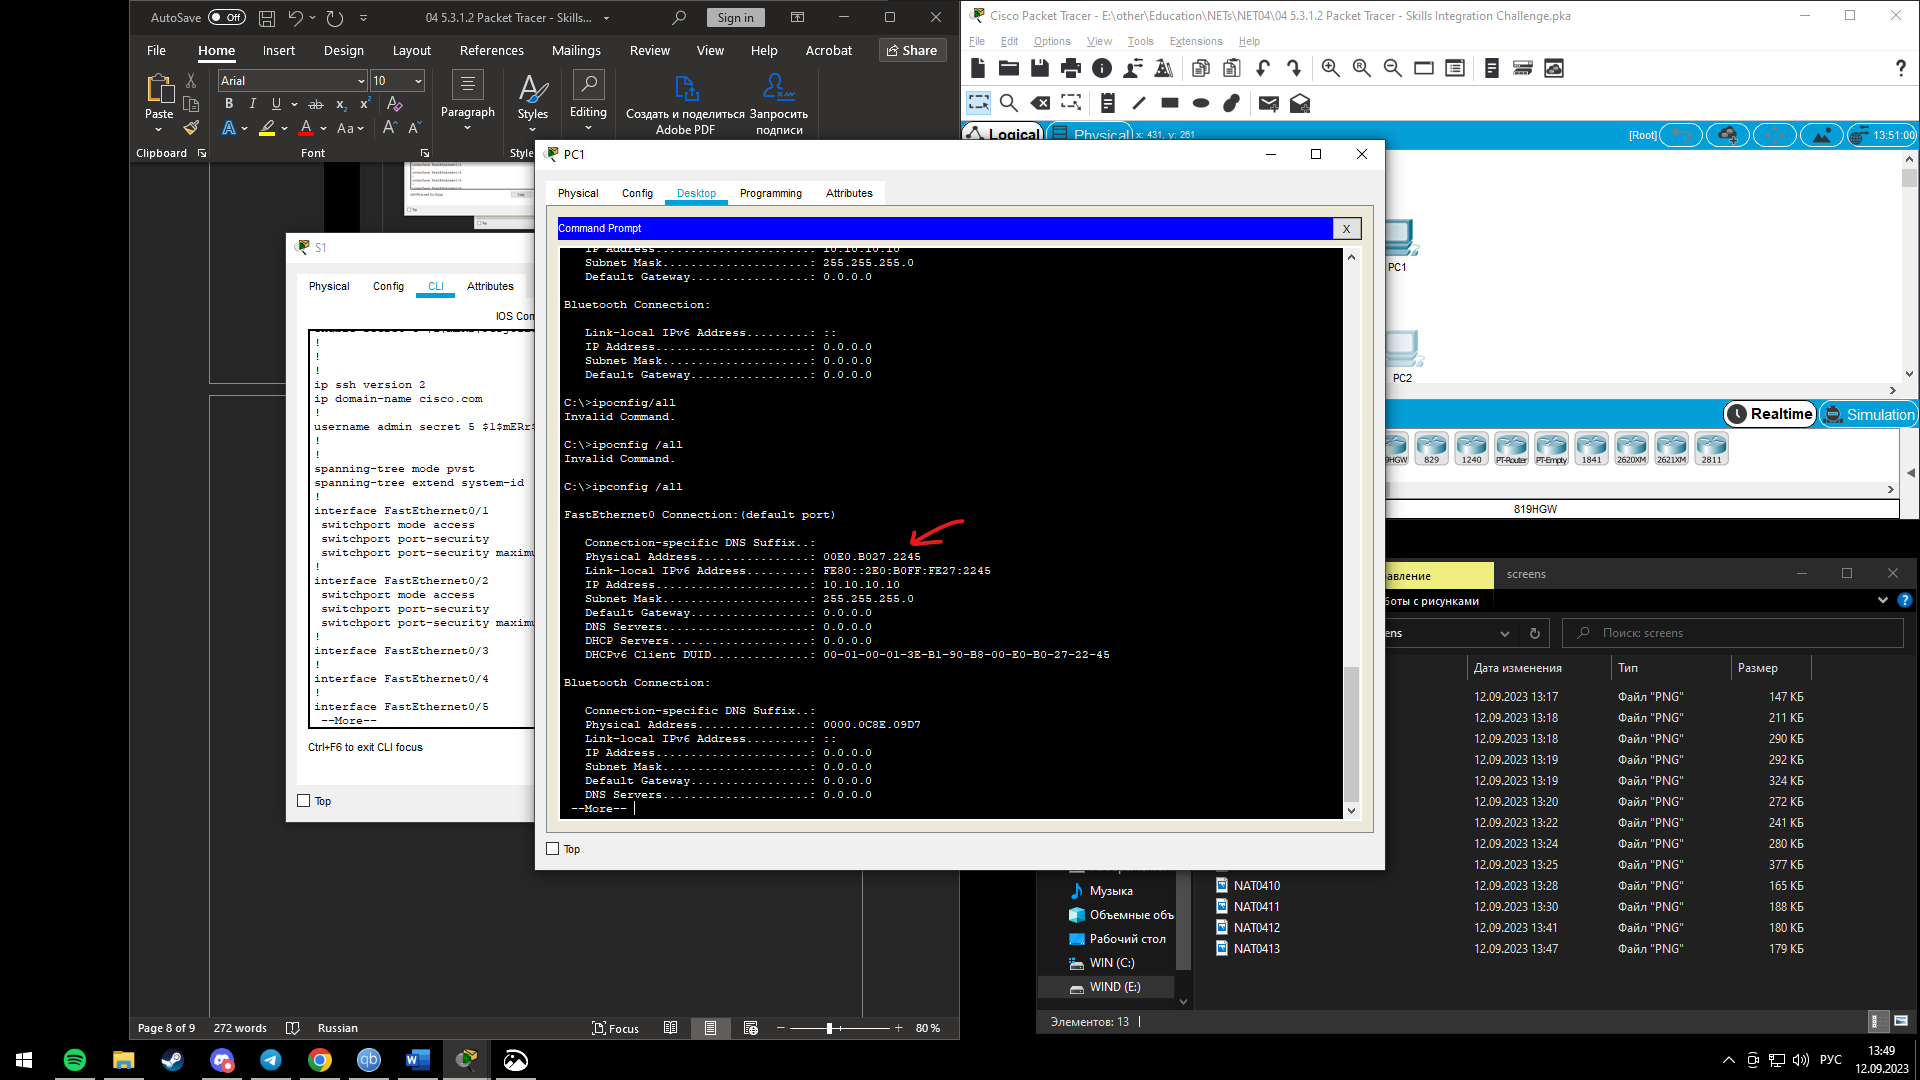 AutoSave Off 04 5.3.1.2 Packet Tracer - Skills... Sign in
File Home Insert Design Layout References Mailings Review View Help Acrobat Share
Arial 10
Paste Paragraph Styles Editing Создать и поделиться Adobe PDF Запросить подписи
Clipboard Font Style
Cisco Packet Tracer - E:\other\Education\NETs\NET04\04 5.3.1.2 Packet Tracer - Skills Integration Challenge.pka
File Edit Options View Tools Extensions Help
Logical Physical x: 431, y: 261 [Root] 13:51:00
PC1
PC2
Realtime Simulation
9HGW 829 1240 PT-Router PT-Empty 1841 2620XM 2621XM 2811
819HGW
S1
Physical Config CLI Attributes
IOS Com
!
!
!
ip ssh version 2
ip domain-name cisco.com
!
username admin secret 5 $1$mERr$
!
!
spanning-tree mode pvst
spanning-tree extend system-id
!
interface FastEthernet0/1
switchport mode access
switchport port-security
switchport port-security maximu
!
interface FastEthernet0/2
switchport mode access
switchport port-security
switchport port-security maximu
!
interface FastEthernet0/3
!
interface FastEthernet0/4
!
interface FastEthernet0/5
--More--
Ctrl+F6 to exit CLI focus
Top
PC1
Physical Config Desktop Programming Attributes
Command Prompt X
IP Address......................: 10.10.10.10
Subnet Mask.....................: 255.255.255.0
Default Gateway.................: 0.0.0.0
Bluetooth Connection:
Link-local IPv6 Address.........: ::
IP Address......................: 0.0.0.0
Subnet Mask.....................: 0.0.0.0
Default Gateway.................: 0.0.0.0
C:\>ipocnfig/all
Invalid Command.
C:\>ipocnfig /all
Invalid Command.
C:\>ipconfig /all
FastEthernet0 Connection:(default port)
Connection-specific DNS Suffix..:
Physical Address................: 00E0.B027.2245
Link-local IPv6 Address.........: FE80::2E0:B0FF:FE27:2245
IP Address......................: 10.10.10.10
Subnet Mask.....................: 255.255.255.0
Default Gateway.................: 0.0.0.0
DNS Servers.....................: 0.0.0.0
DHCP Servers....................: 0.0.0.0
DHCPv6 Client DUID..............: 00-01-00-01-3E-B1-90-B8-00-E0-B0-27-22-45
Bluetooth Connection:
Connection-specific DNS Suffix..:
Physical Address................: 0000.0C8E.09D7
Link-local IPv6 Address.........: ::
IP Address......................: 0.0.0.0
Subnet Mask.....................: 0.0.0.0
Default Gateway.................: 0.0.0.0
DNS Servers.....................: 0.0.0.0
--More--
Top
равление screens
боты с рисунками
ens Поиск: screens
Дата изменения Тип Размер
12.09.2023 13:17 Файл "PNG" 147 КБ
12.09.2023 13:18 Файл "PNG" 211 КБ
12.09.2023 13:18 Файл "PNG" 290 КБ
12.09.2023 13:19 Файл "PNG" 292 КБ
12.09.2023 13:19 Файл "PNG" 324 КБ
12.09.2023 13:20 Файл "PNG" 272 КБ
12.09.2023 13:22 Файл "PNG" 241 КБ
12.09.2023 13:24 Файл "PNG" 280 КБ
12.09.2023 13:25 Файл "PNG" 377 КБ
NAT0410 12.09.2023 13:28 Файл "PNG" 165 КБ
NAT0411 12.09.2023 13:30 Файл "PNG" 188 КБ
NAT0412 12.09.2023 13:41 Файл "PNG" 180 КБ
NAT0413 12.09.2023 13:47 Файл "PNG" 179 КБ
Музыка
Объемные объ
Рабочий стол
WIN (C:)
WIND (E:)
Элементов: 13
Page 8 of 9 272 words Russian Focus 80 %
РУС 13:49
12.09.2023